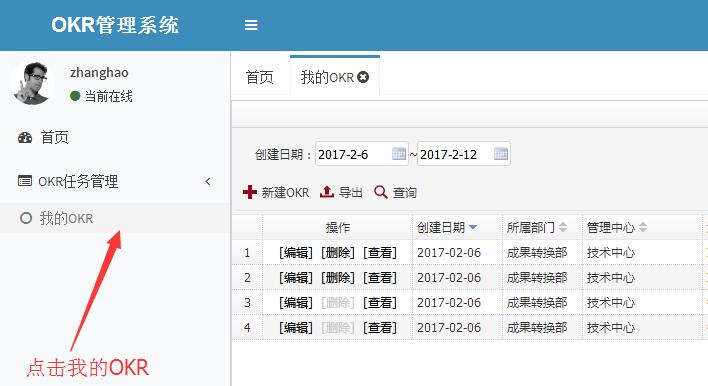 OKR管理系统
zhanghao
当前在线
首页
OKR任务管理
我的OKR
点击我的OKR
首页 我的OKR
创建日期：2017-2-6 ~ 2017-2-12
新建OKR 导出 查询
操作 创建日期 所属部门 管理中心
1 [编辑] [删除] [查看] 2017-02-06 成果转换部 技术中心
2 [编辑] [删除] [查看] 2017-02-06 成果转换部 技术中心
3 [编辑] [删除] [查看] 2017-02-06 成果转换部 技术中心
4 [编辑] [删除] [查看] 2017-02-06 成果转换部 技术中心